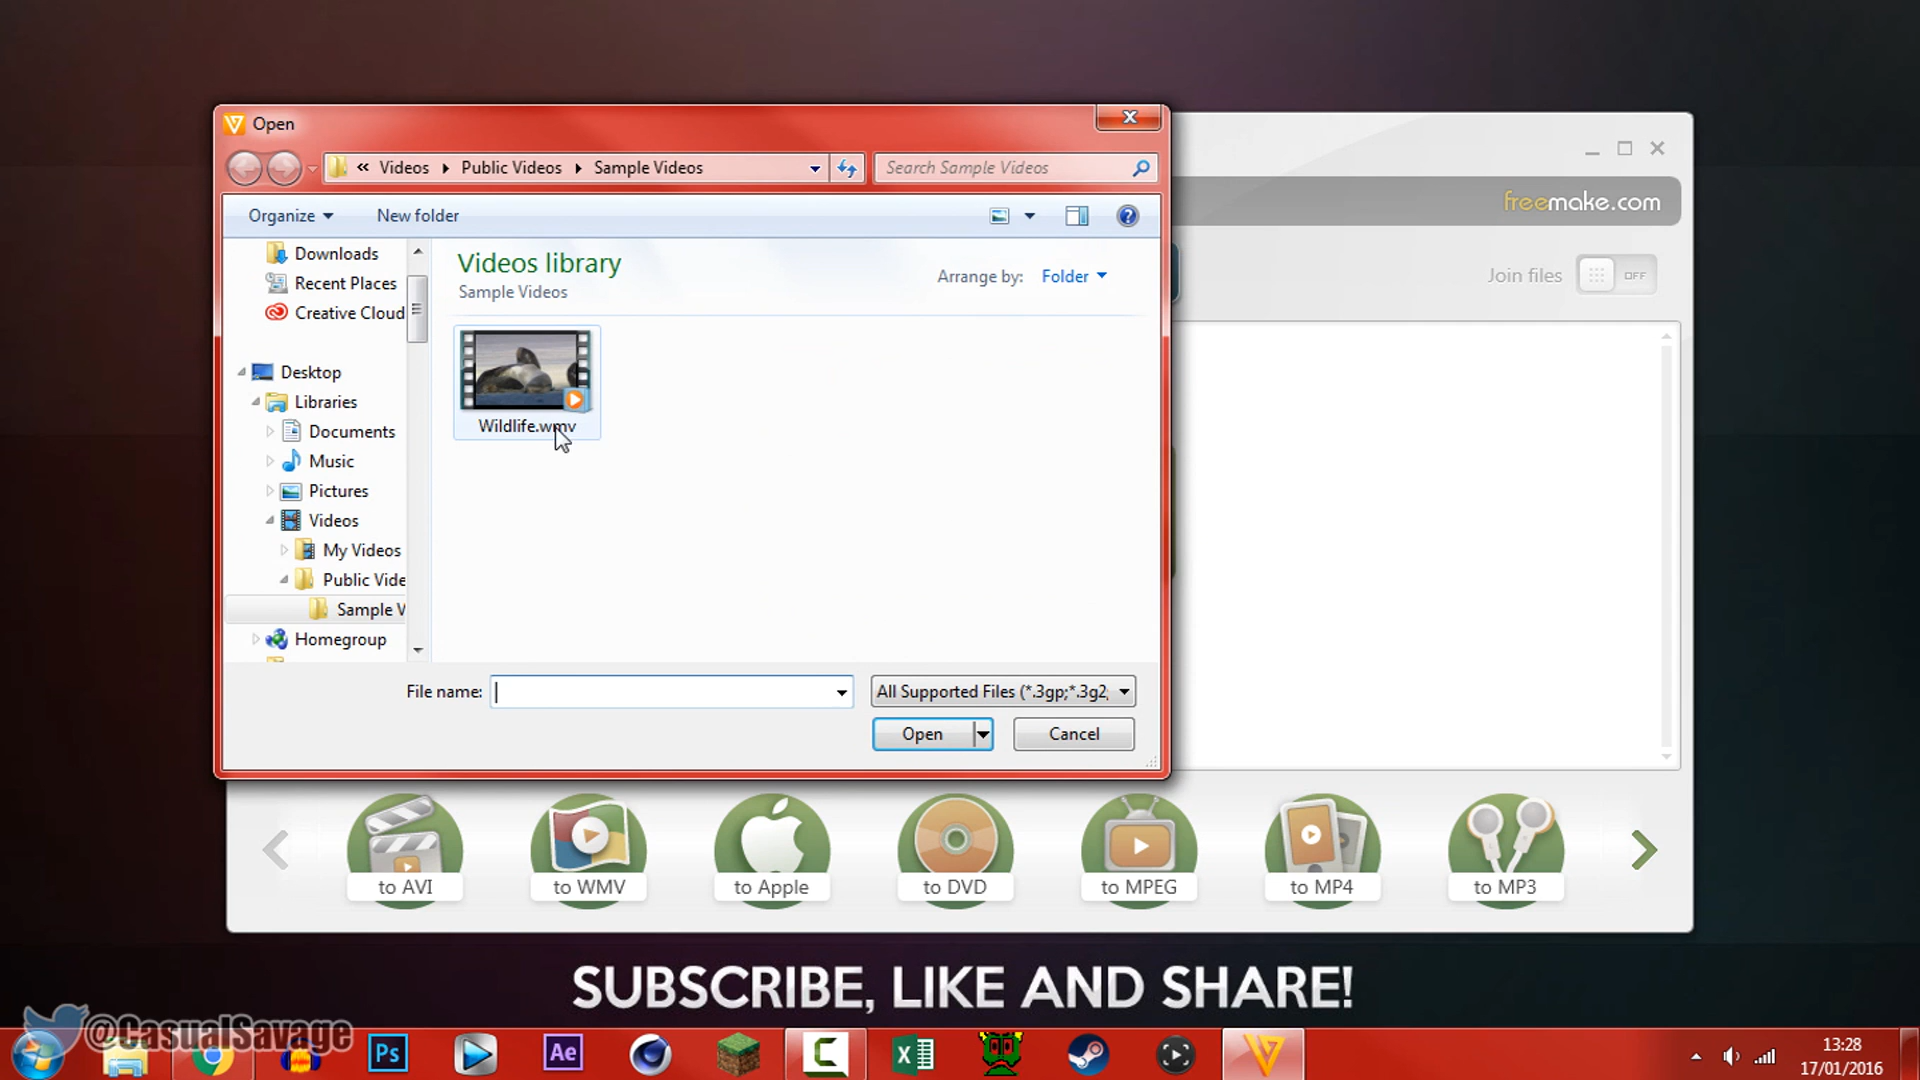 Open
« Videos Public Videos Sample Videos
Search Sample Videos
freemake.com
Organize
New folder
Downloads
Recent Places
Creative Cloud
Desktop
Libraries
Documents
Music
Pictures
Videos
My Videos
Public Vide
Sample V
Homegroup
Videos library
Sample Videos
Arrange by: Folder
Wildlife.wmv
Join files OFF
File name:
All Supported Files (*.3gp;*.3g2,
Open
Cancel
to AVI
to WMV
to Apple
to DVD
to MPEG
to MP4
to MP3
SUBSCRIBE, LIKE AND SHARE!
@CasualSavage
Ps
Ae
13:28
17/01/2016